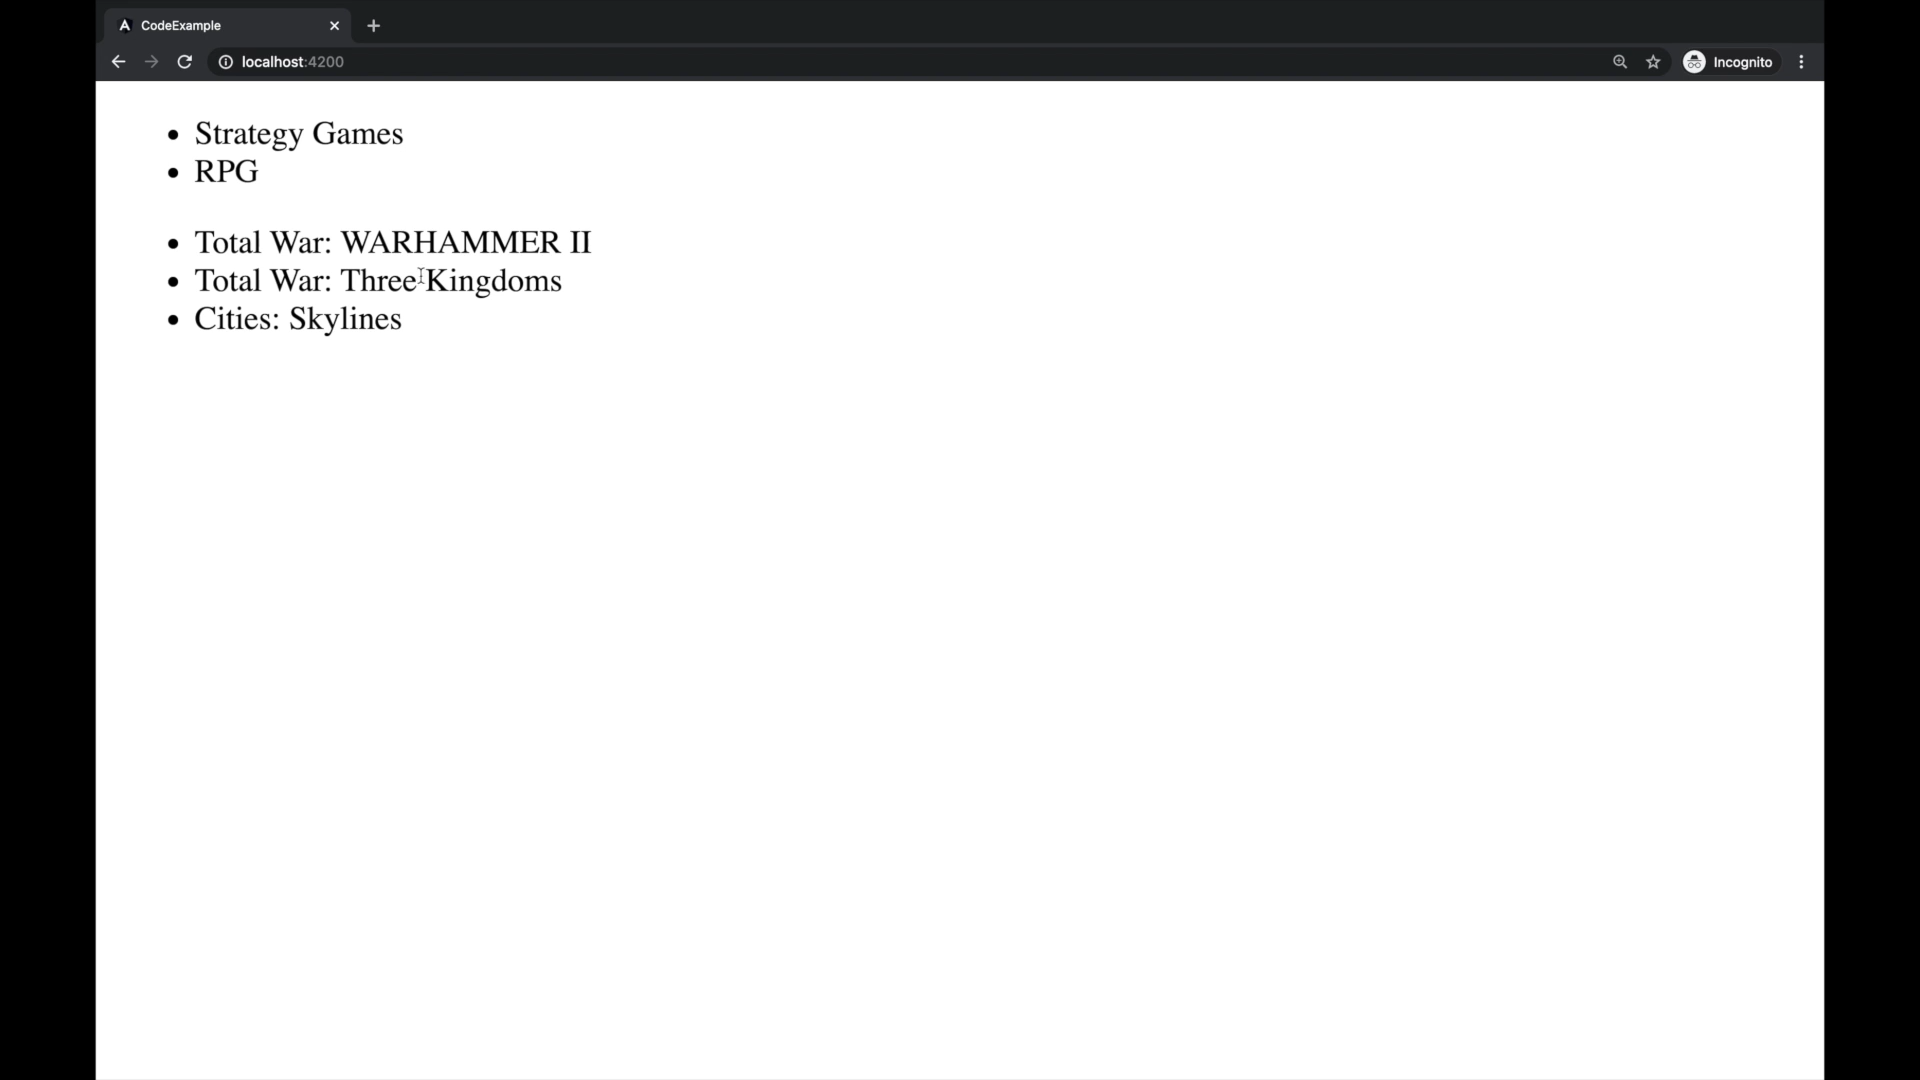 CodeExample
localhost:4200
Incognito
• Strategy Games
• RPG
• Total War: WARHAMMER II
• Total War: Three Kingdoms
• Cities: Skylines